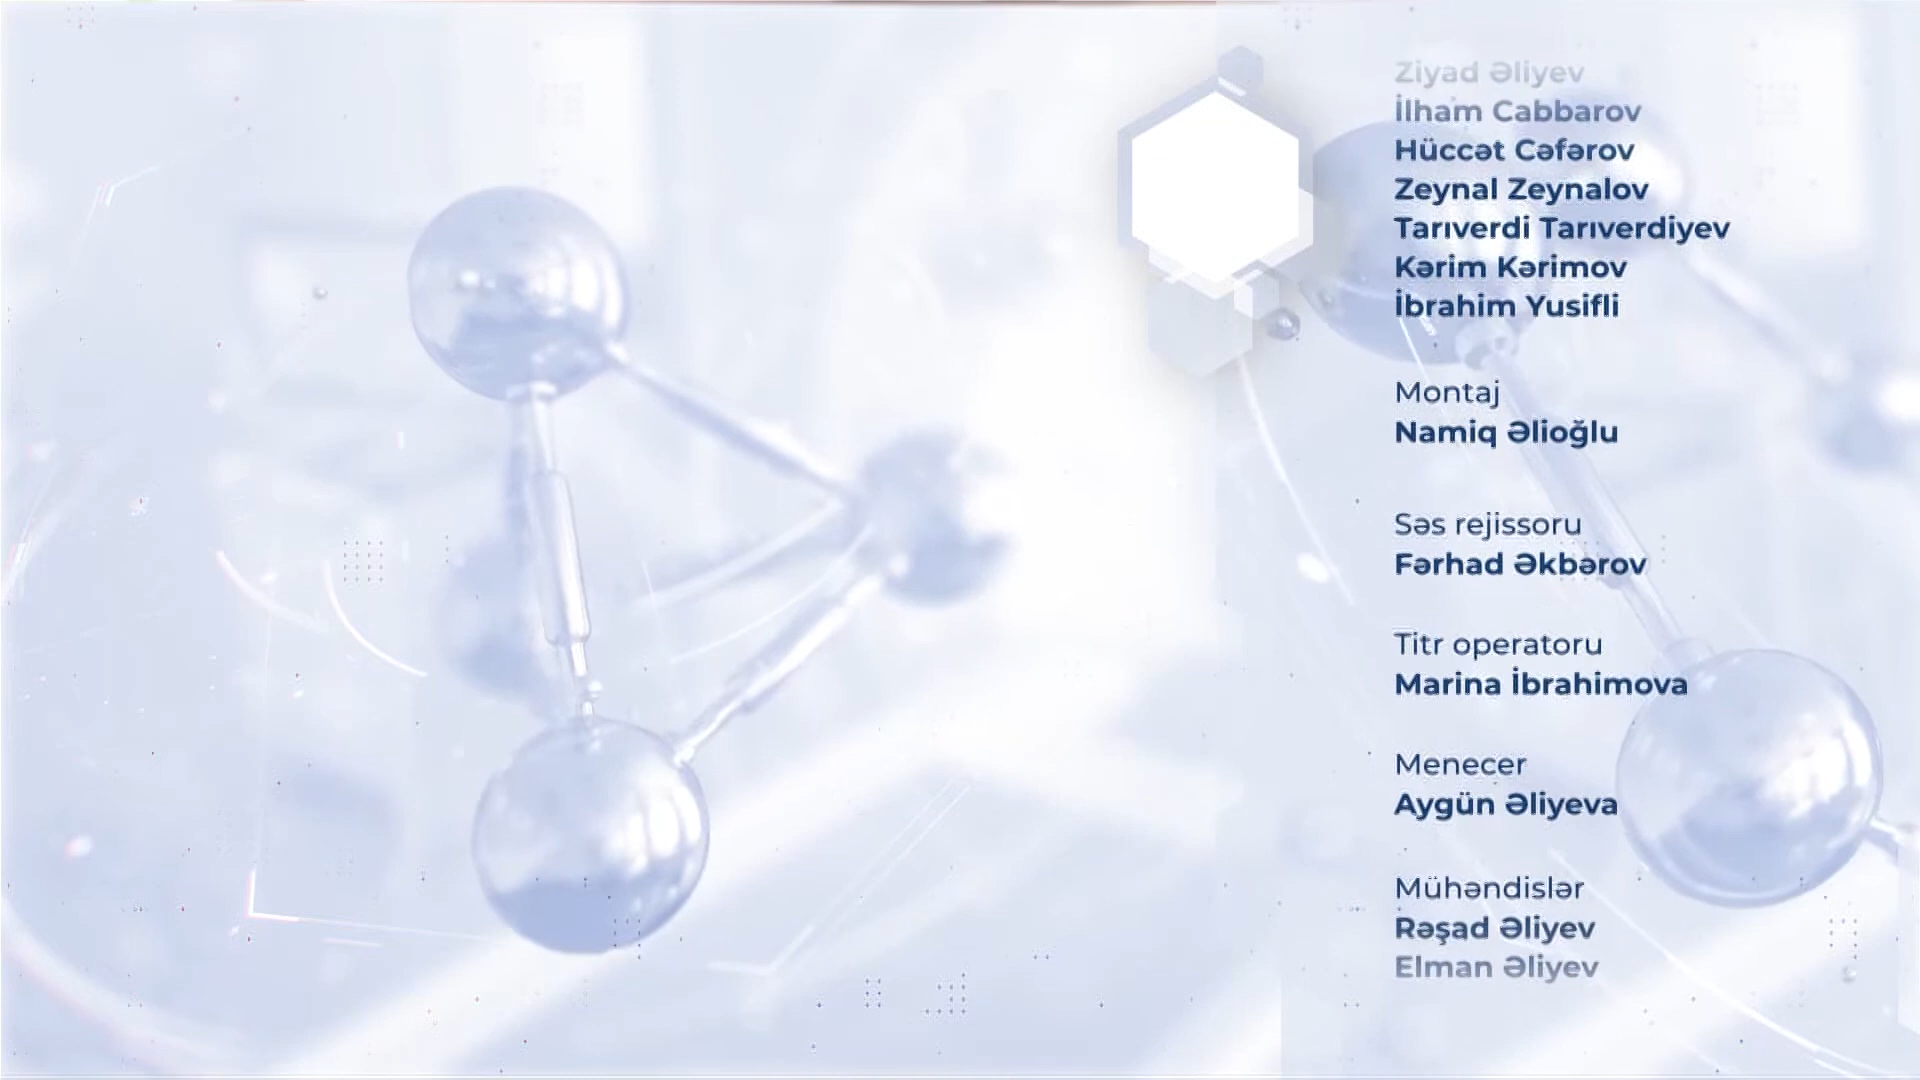 Ziyad Əliyev
İlham Cabbarov
Hüccət Cəfərov
Zeynal Zeynalov
Tarıverdi Tarıverdiyev
Kərim Kərimov
İbrahim Yusifli
Montaj
Namiq Əlioğlu
Səs rejissoru
Fərhad Əkbərov
Titr operatoru
Marina İbrahimova
Menecer
Aygün Əliyeva
Mühəndislər
Rəşad Əliyev
Elman Əliyev